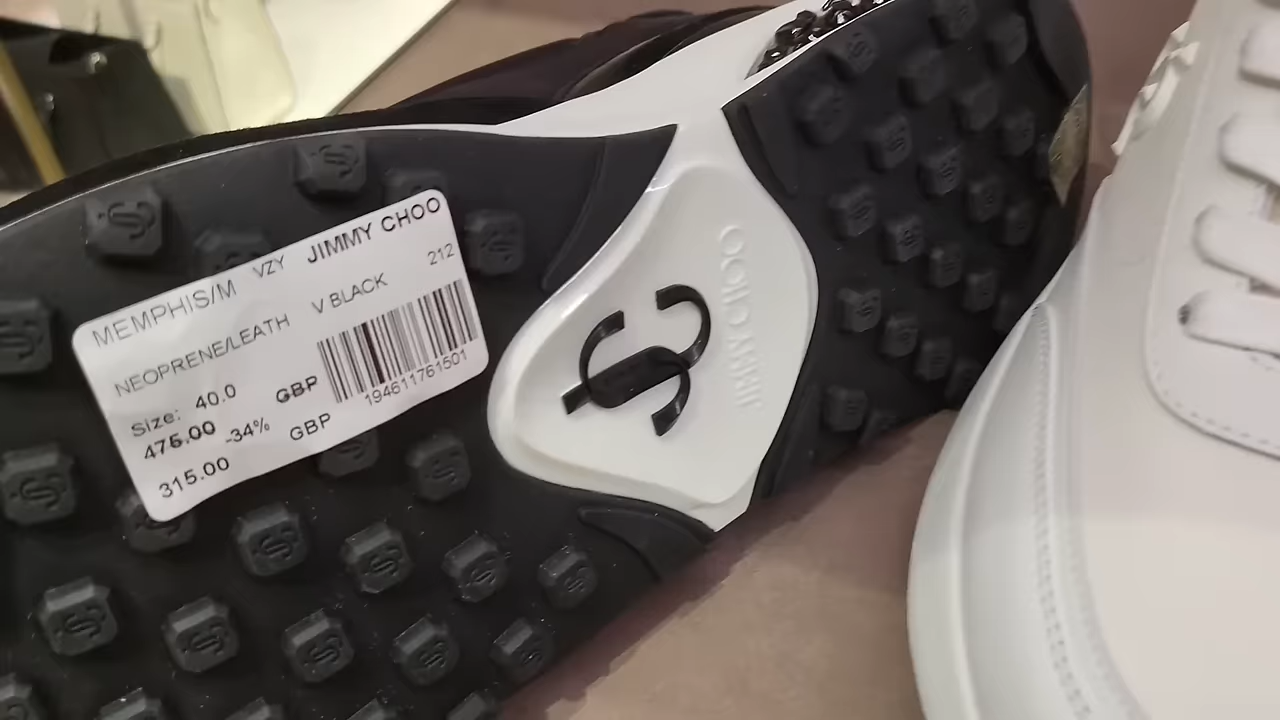 MEMPHIS/M VZY JIMMY CHOO
NEOPRENE/LEATH V BLACK 212
Size: 40.0 GBP 194611761501
475.00 -34% GBP
315.00
JC
JIMMY CHOO